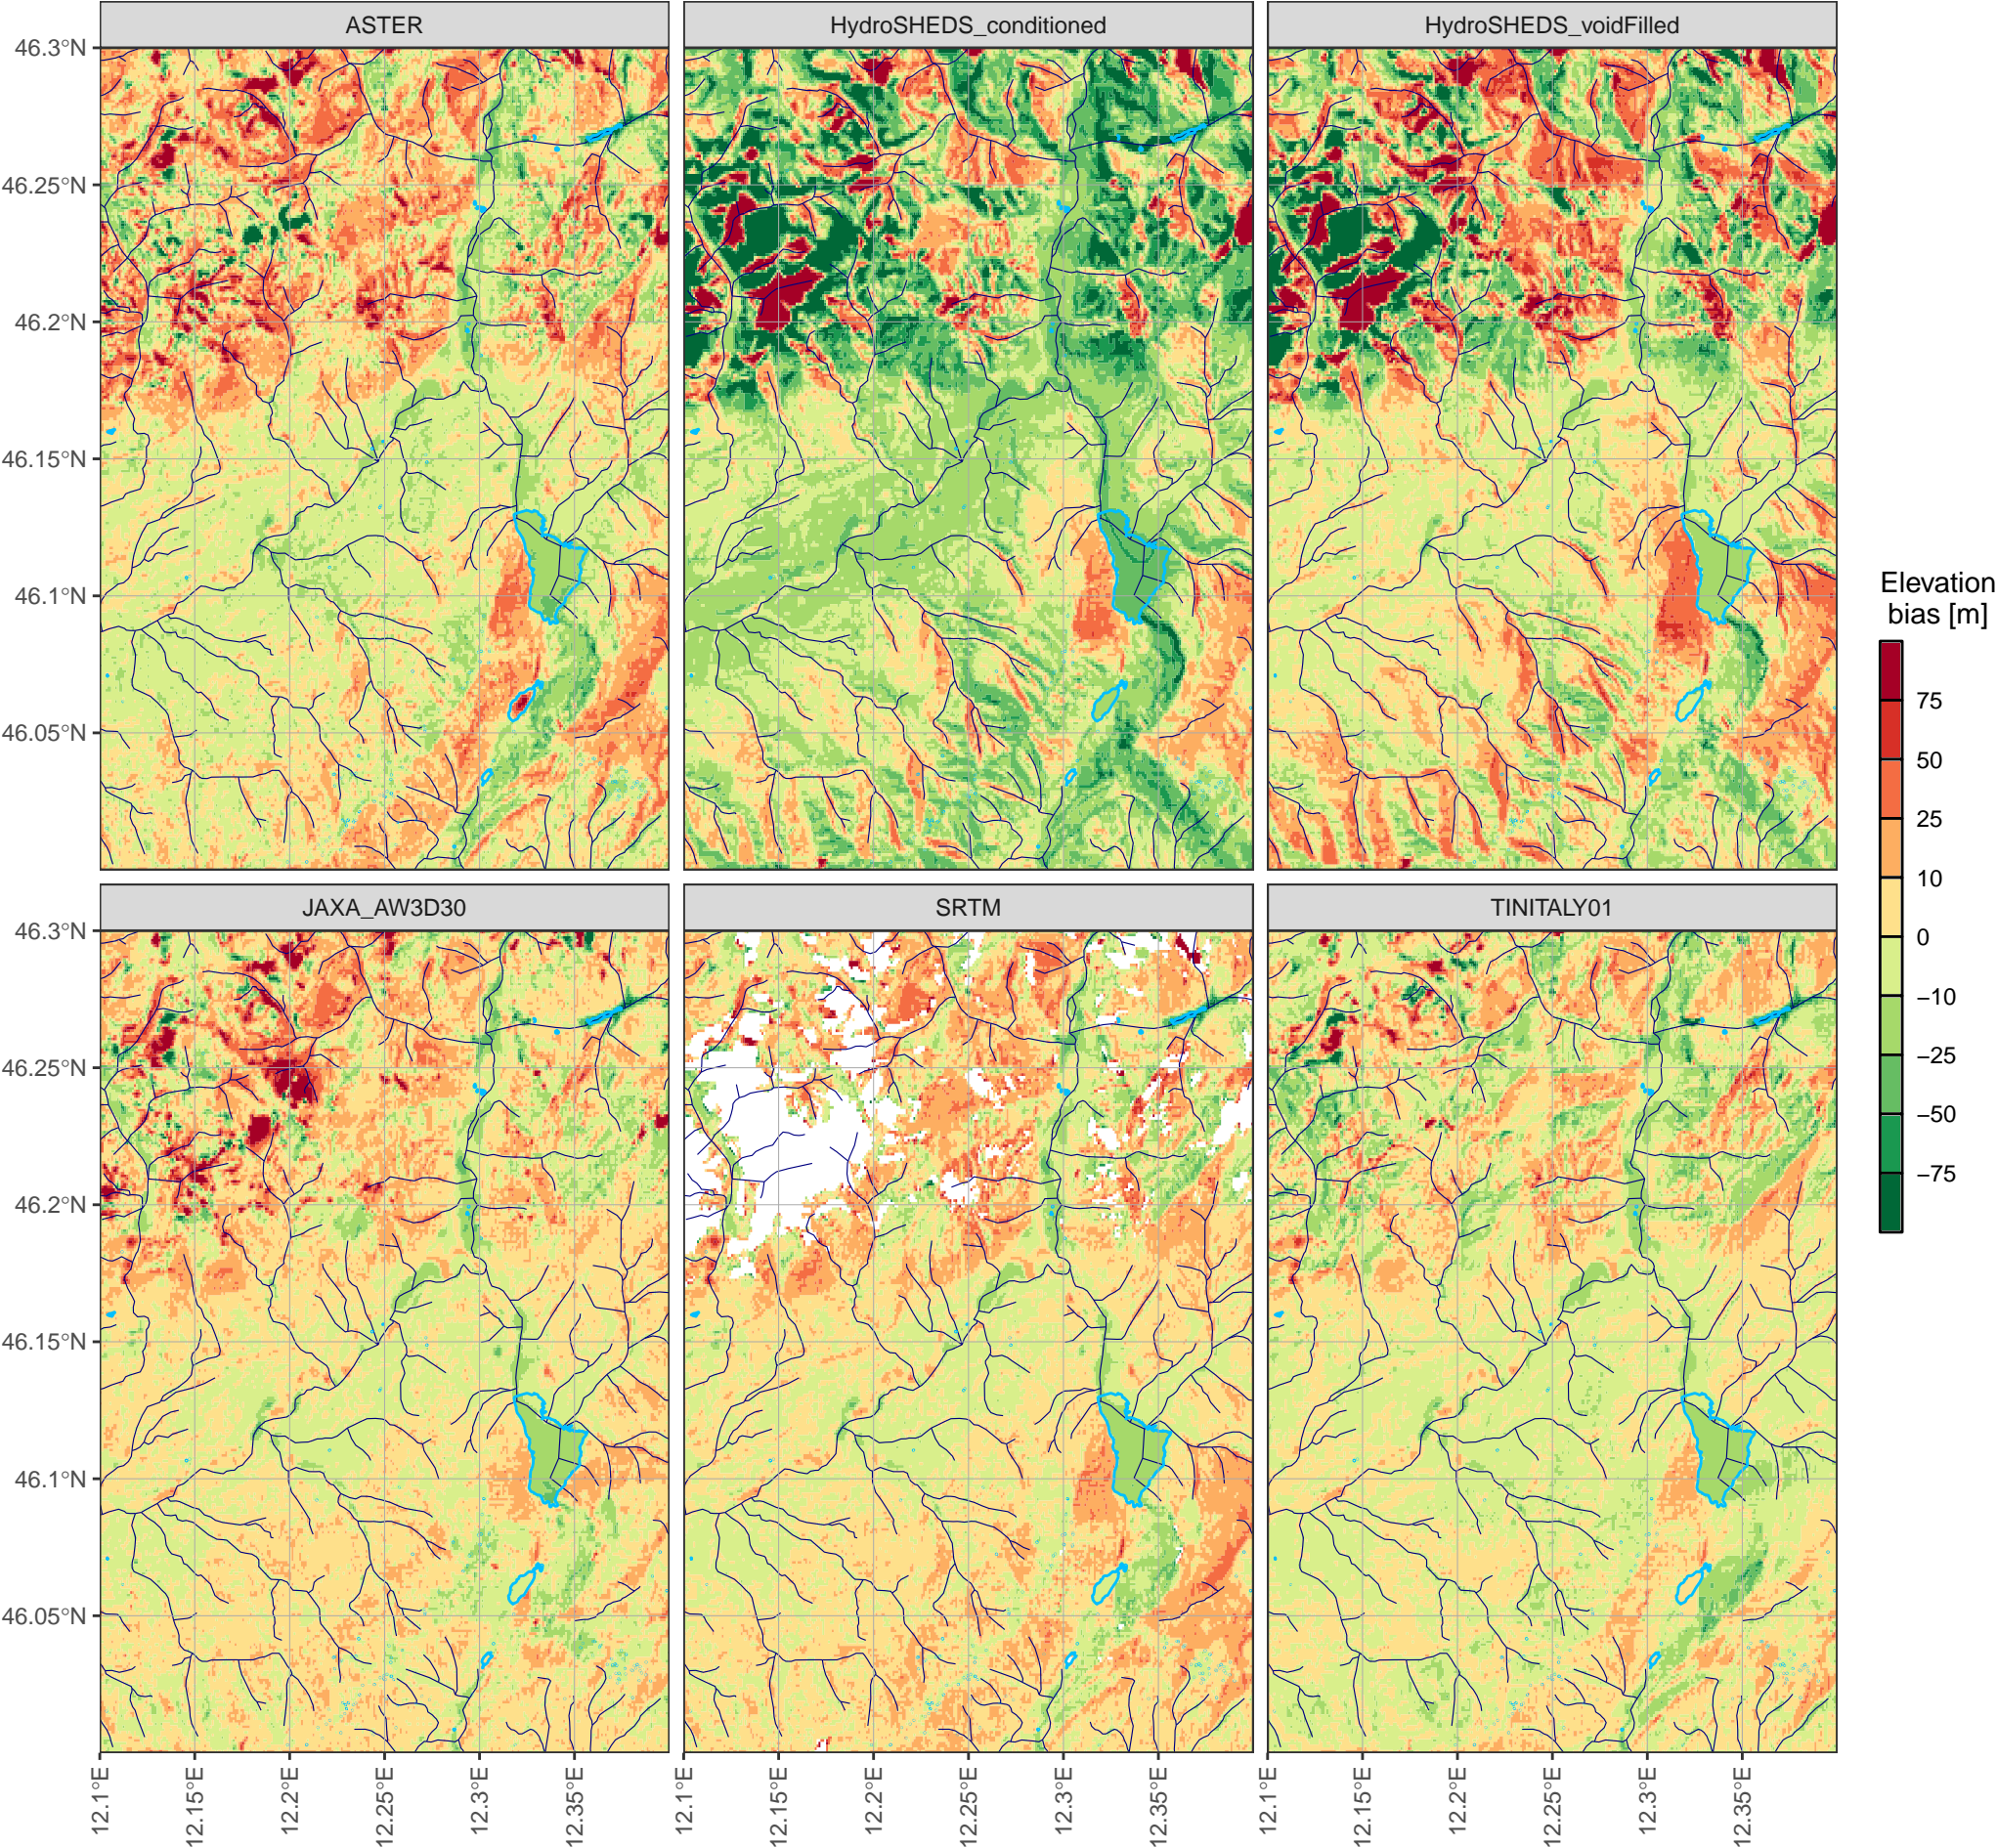 ASTER
HydroSHEDS_conditioned
HydroSHEDS_voidFilled
46.3°N
46.25°N
46.2°N
46.15°N
46.1°N
46.05°N
JAXA_AW3D30
SRTM
TINITALY01
46.3°N
46.25°N
46.2°N
46.15°N
46.1°N
46.05°N
12.1°E
12.15°E
12.2°E
12.25°E
12.3°E
12.35°E
12.1°E
12.15°E
12.2°E
12.25°E
12.3°E
12.35°E
12.1°E
12.15°E
12.2°E
12.25°E
12.3°E
12.35°E
Elevation
bias [m]
75
50
25
10
0
−10
−25
−50
−75